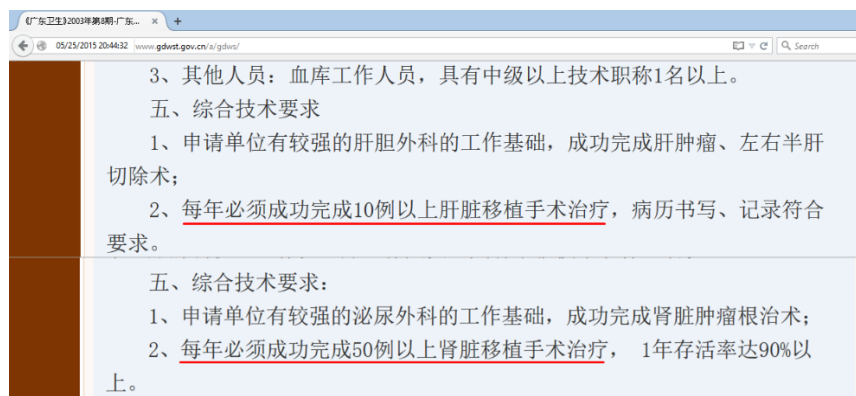 《广东卫生》2003年第8期-广东... × +
05/25/2015 20:44:32 www.gdwst.gov.cn/a/gdws/ Search
3、其他人员：血库工作人员，具有中级以上技术职称1名以上。
五、综合技术要求
1、申请单位有较强的肝胆外科的工作基础，成功完成肝肿瘤、左右半肝
切除术；
2、每年必须成功完成10例以上肝脏移植手术治疗，病历书写、记录符合
要求。
五、综合技术要求：
1、申请单位有较强的泌尿外科的工作基础，成功完成肾脏肿瘤根治术；
2、每年必须成功完成50例以上肾脏移植手术治疗， 1年存活率达90%以
上。